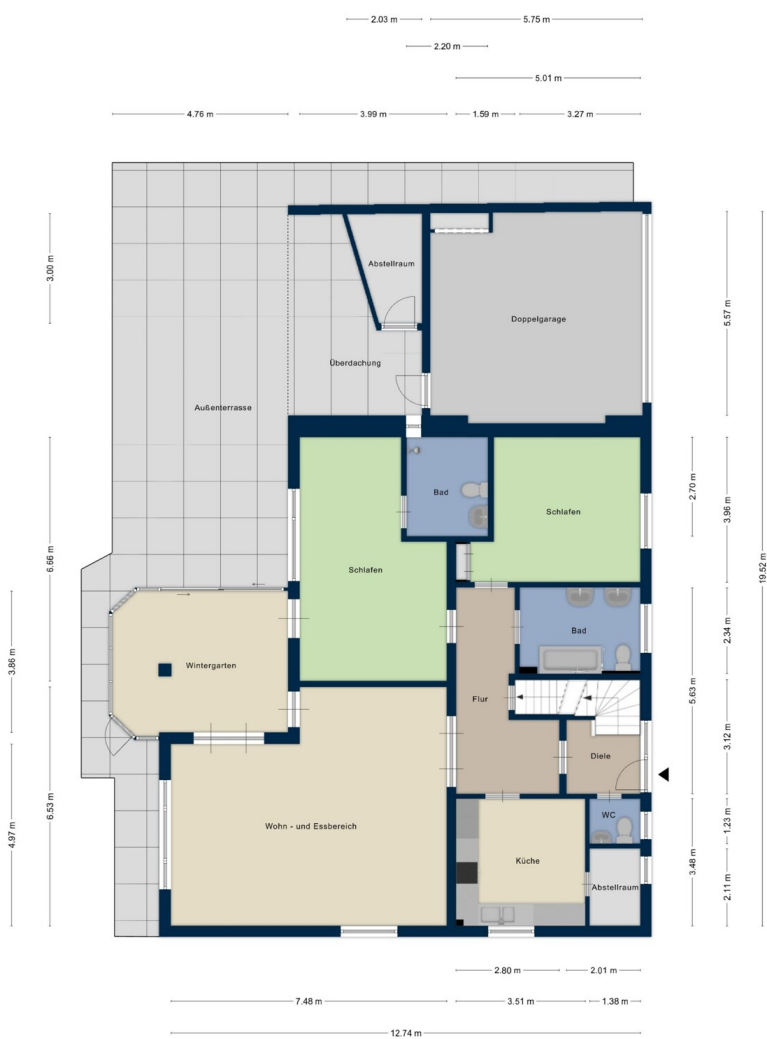 2.03 m
5.75 m
2.20 m
5.01 m
4.76 m
3.99 m
1.59 m
3.27 m
3.00 m
Abstellraum
Doppelgarage
5.57 m
Überdachung
Außenterrasse
19.52 m
2.70 m
3.96 m
6.66 m
Bad
Schlafen
Schlafen
3.86 m
Wintergarten
Bad
2.34 m
5.63 m
Flur
3.12 m
Diele
6.53 m
4.97 m
Wohn - und Essbereich
WC
1.23 m
3.48 m
Küche
Abstellraum
2.11 m
2.80 m
2.01 m
7.48 m
3.51 m
1.38 m
12.74 m